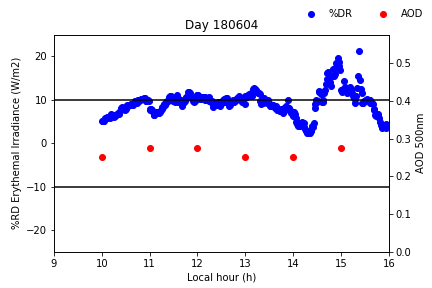 %DR AOD
Day 180604
%RD Erythemal Irradiance (W/m2)
20
10
0
−10
−20
0.5
0.4
0.3
0.2
0.1
0.0
AOD 500nm
9 10 11 12 13 14 15 16
Local hour (h)